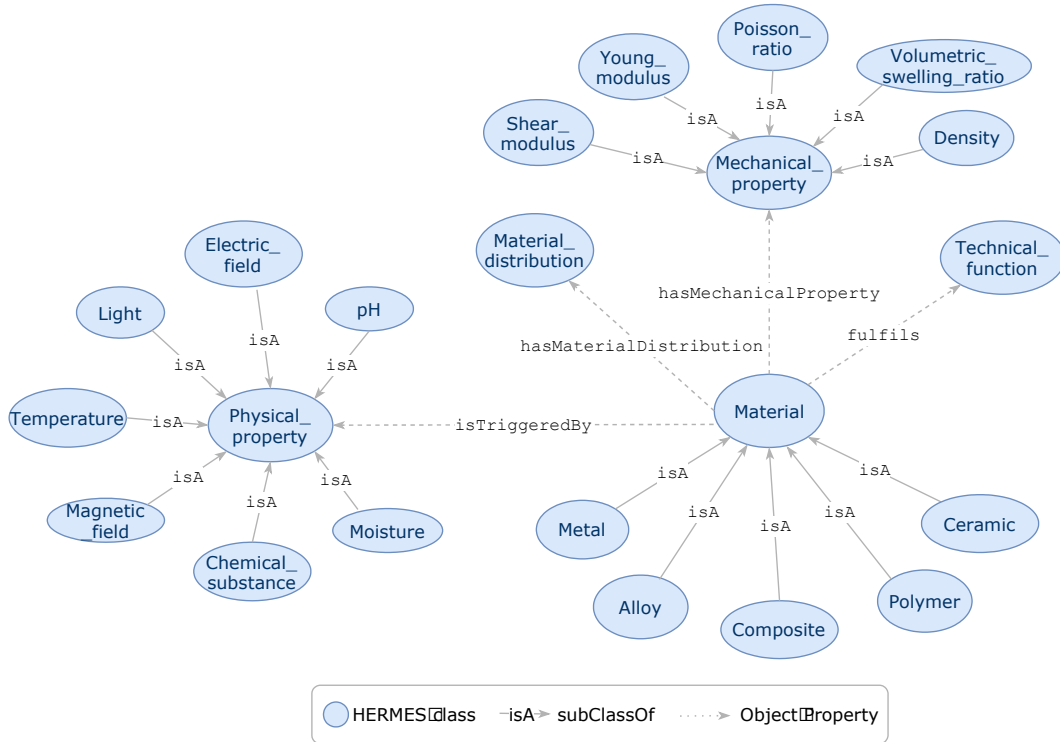 Poisson_
ratio
Young_
modulus
Volumetric_
swelling_ratio
isA
isA
isA
Shear_
modulus
isA
Mechanical_
property
isA
Density
Electric_
field
Material_
distribution
Technical_
function
Light
pH
hasMechanicalProperty
isA
isA
isA
hasMaterialDistribution
fulfils
Temperature
isA
Physical_
property
isTriggeredBy
Material
isA
isA
isA
isA
isA
Magnetic
_field
Moisture
Metal
isA
isA
isA
Ceramic
Chemical_
substance
Alloy
Composite
Polymer
HERMES class
isA
subClassOf
Object Property